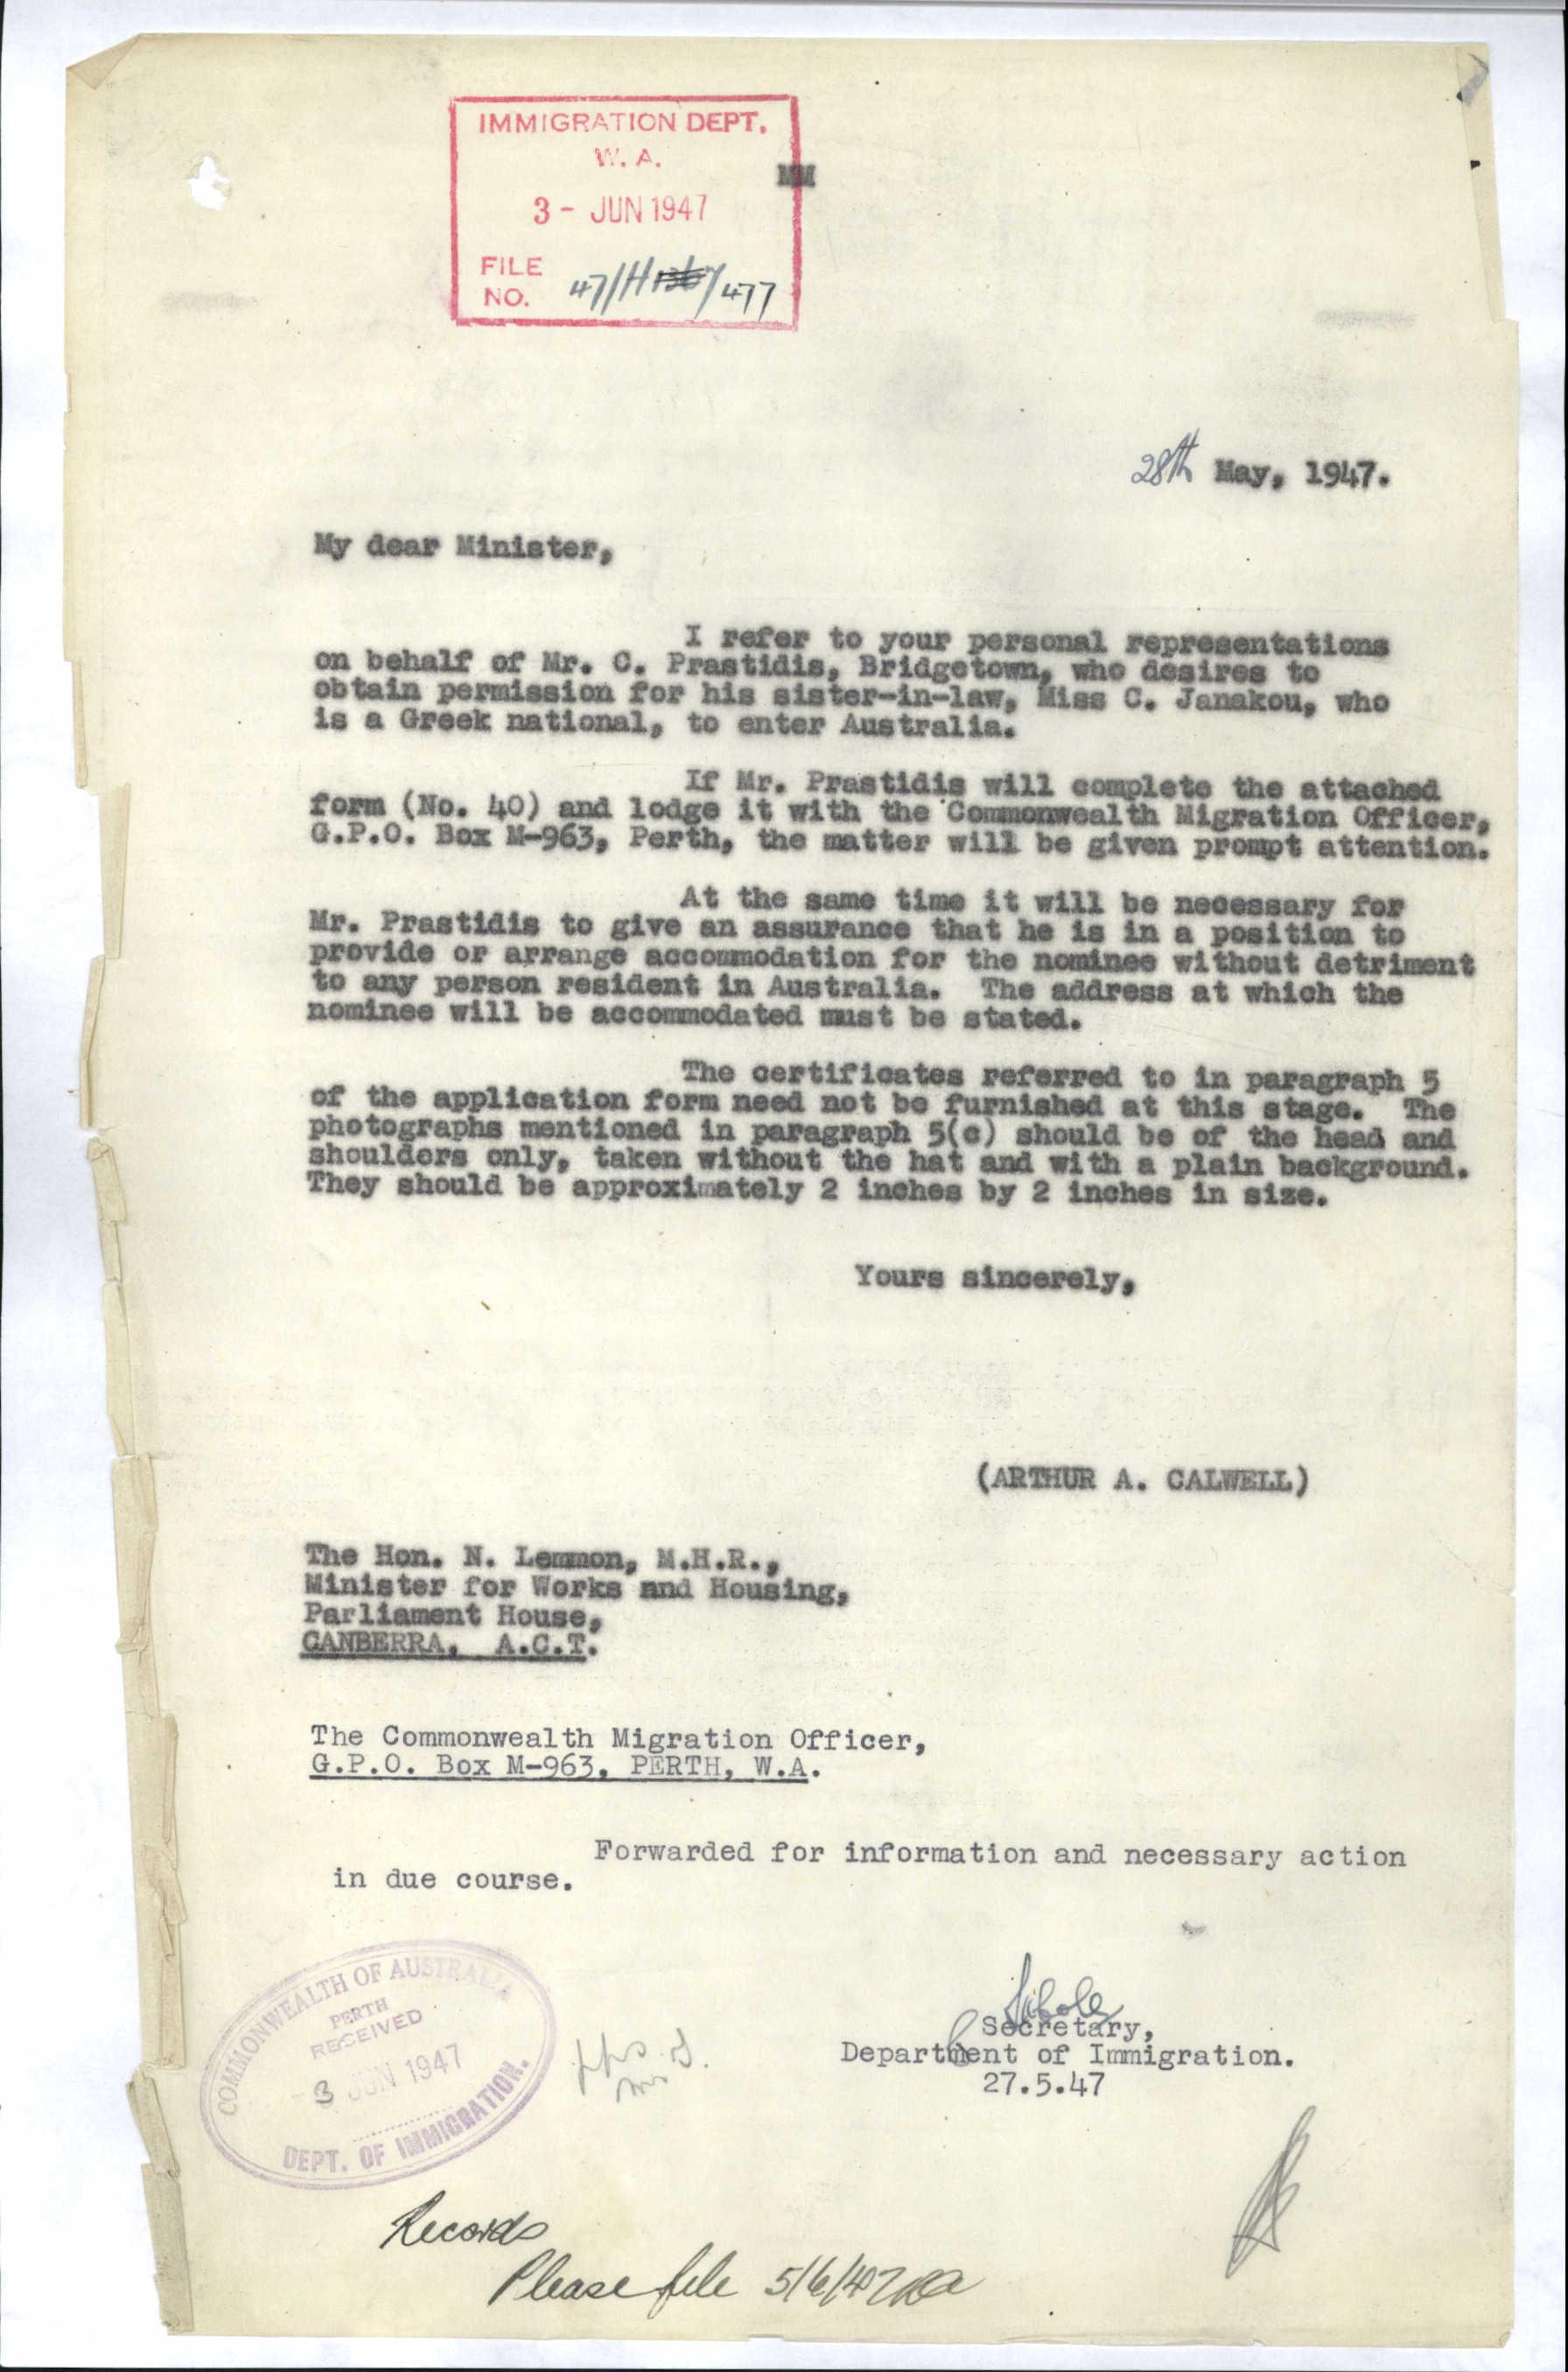 IMMIGRATION DEPT.
W. A.
MM
3 - JUN 1947
FILE
NO. 47/H /477
28th May, 1947.
My dear Minister,
I refer to your personal representations
on behalf of Mr. C. Prastidis, Bridgetown, who desires to
obtain permission for his sister-in-law, Miss C. Janakou, who
is a Greek national, to enter Australia.
If Mr. Prastidis will complete the attached
form (No. 40) and lodge it with the Commonwealth Migration Officer,
G.P.O. Box M-963, Perth, the matter will be given prompt attention.
At the same time it will be necessary for
Mr. Prastidis to give an assurance that he is in a position to
provide or arrange accommodation for the nominee without detriment
to any person resident in Australia. The address at which the
nominee will be accommodated must be stated.
The certificates referred to in paragraph 5
of the application form need not be furnished at this stage. The
photographs mentioned in paragraph 5(c) should be of the head and
shoulders only, taken without the hat and with a plain background.
They should be approximately 2 inches by 2 inches in size.
Yours sincerely,
(ARTHUR A. CALWELL)
The Hon. N. Lemmon, M.H.R.,
Minister for Works and Housing,
Parliament House,
CANBERRA. A.C.T.
The Commonwealth Migration Officer,
G.P.O. Box M-963, PERTH, W.A.
Forwarded for information and necessary action
in due course.
Secretary,
Department of Immigration.
27.5.47
COMMONWEALTH OF AUSTRALIA
PERTH
RECEIVED
- 3 JUN 1947
DEPT. OF IMMIGRATION.
Records
Please file 5/6/47